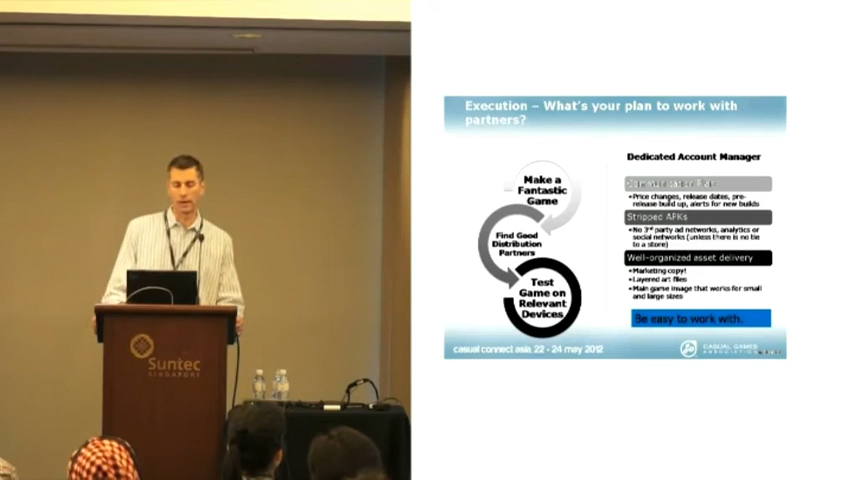 Suntec
SINGAPORE
Execution – What's your plan to work with
partners?
Make a
Fantastic
Game
Find Good
Distribution
Partners
Test
Game on
Relevant
Devices
Dedicated Account Manager
Communication Plan
• Price changes, release dates, pre-
release build up, alerts for new builds
Stripped APKs
• No 3rd party ad networks, analytics or
social networks (unless there is no tie
to a store)
Well-organized asset delivery
• Marketing copy!
• Layered art files
• Main game image that works for small
and large sizes
Be easy to work with.
casual connect asia, 22 - 24 may 2012
CASUAL GAMES
ASSOCIATION